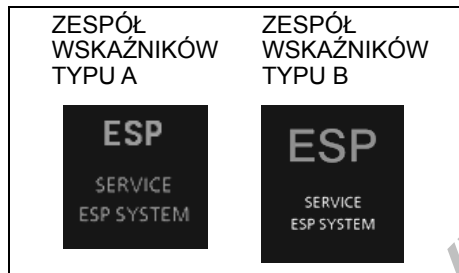 ZESPÓŁ
WSKAŹNIKÓW
TYPU A
ZESPÓŁ
WSKAŹNIKÓW
TYPU B
ESP
SERVICE
ESP SYSTEM
ESP
SERVICE
ESP SYSTEM